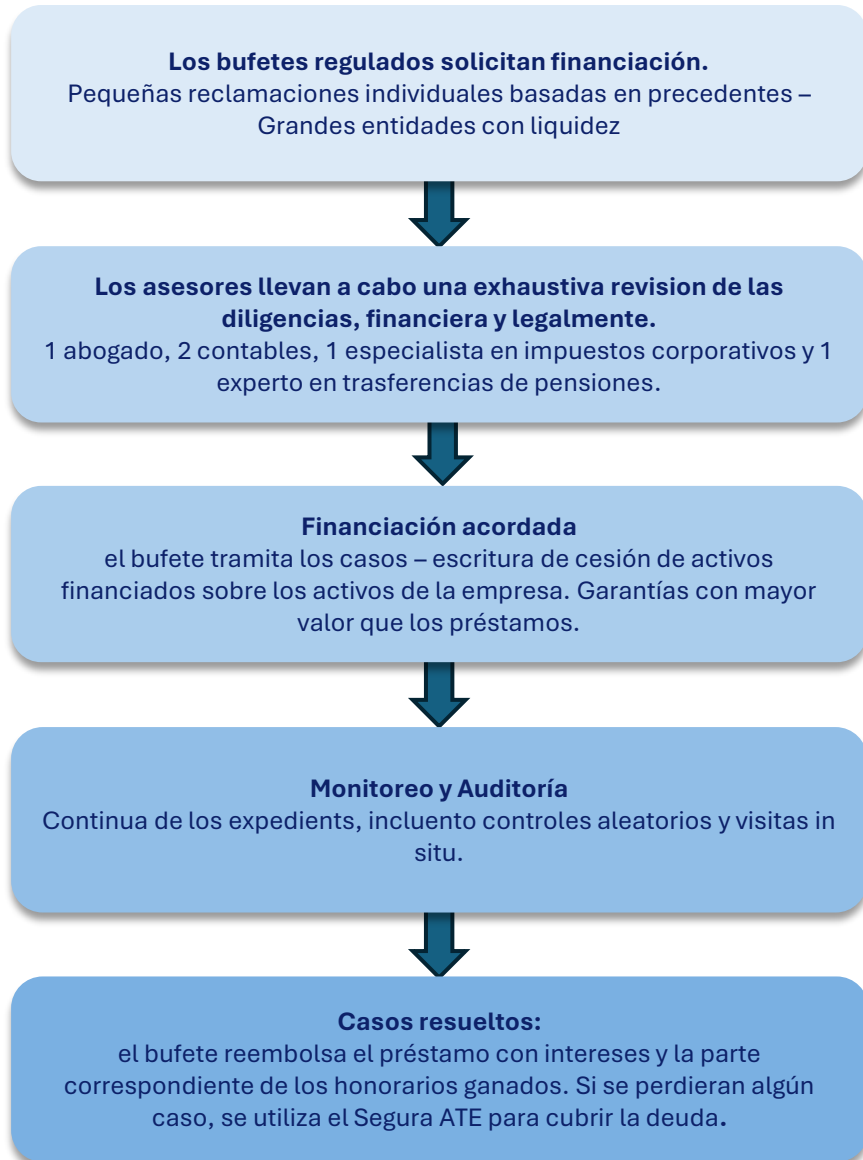 Los bufetes regulados solicitan financiación.
Pequeñas reclamaciones individuales basadas en precedentes –
Grandes entidades con liquidez
Los asesores llevan a cabo una exhaustiva revision de las
diligencias, financiera y legalmente.
1 abogado, 2 contables, 1 especialista en impuestos corporativos y 1
experto en trasferencias de pensiones.
Financiación acordada
el bufete tramita los casos – escritura de cesión de activos
financiados sobre los activos de la empresa. Garantías con mayor
valor que los préstamos.
Monitoreo y Auditoría
Continua de los expedients, incluento controles aleatorios y visitas in
situ.
Casos resueltos:
el bufete reembolsa el préstamo con intereses y la parte
correspondiente de los honorarios ganados. Si se perdieran algún
caso, se utiliza el Segura ATE para cubrir la deuda.